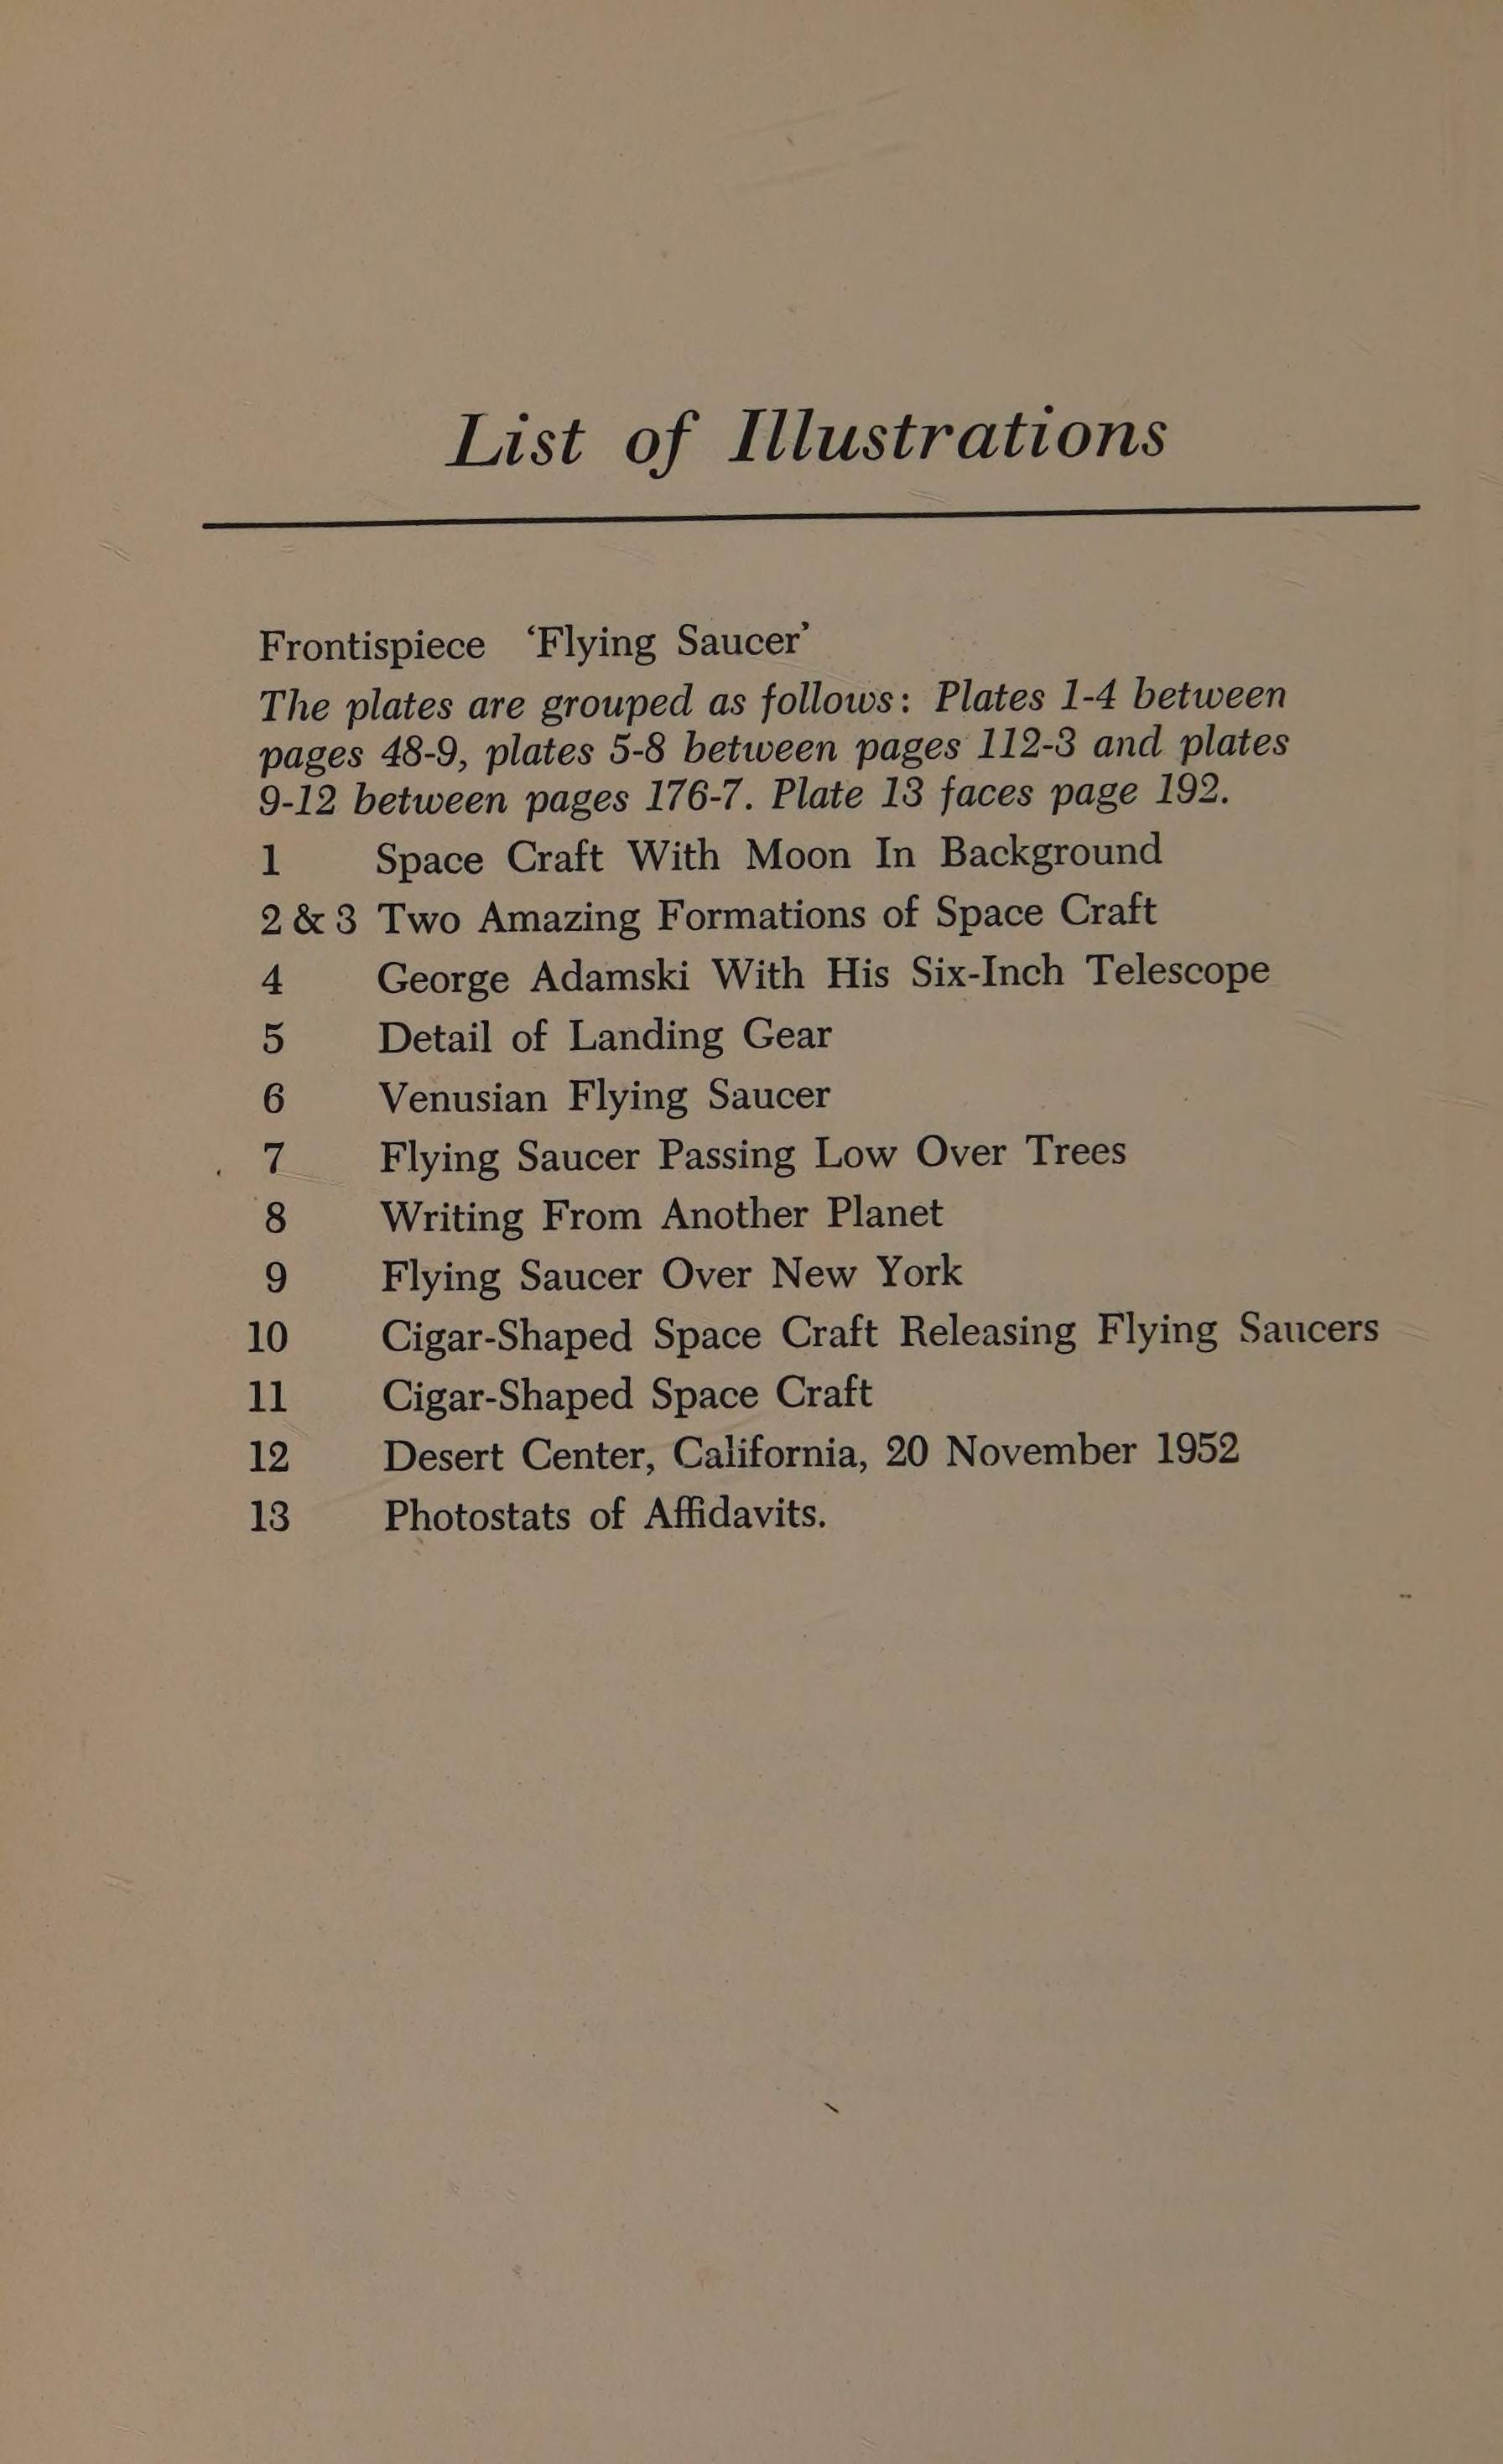 List of Illustrations
Frontispiece ‘Flying Saucer’
The plates are grouped as follows: Plates 1-4 between
pages 48-9, plates 5-8 between pages 112-3 and plates
9-12 between pages 176-7. Plate 13 faces page 192.
1 Space Craft With Moon In Background
2 & 3 Two Amazing Formations of Space Craft
4 George Adamski With His Six-Inch Telescope
5 Detail of Landing Gear
6 Venusian Flying Saucer
7 Flying Saucer Passing Low Over Trees
8 Writing From Another Planet
9 Flying Saucer Over New York
10 Cigar-Shaped Space Craft Releasing Flying Saucers
11 Cigar-Shaped Space Craft
12 Desert Center, California, 20 November 1952
13 Photostats of Affidavits.